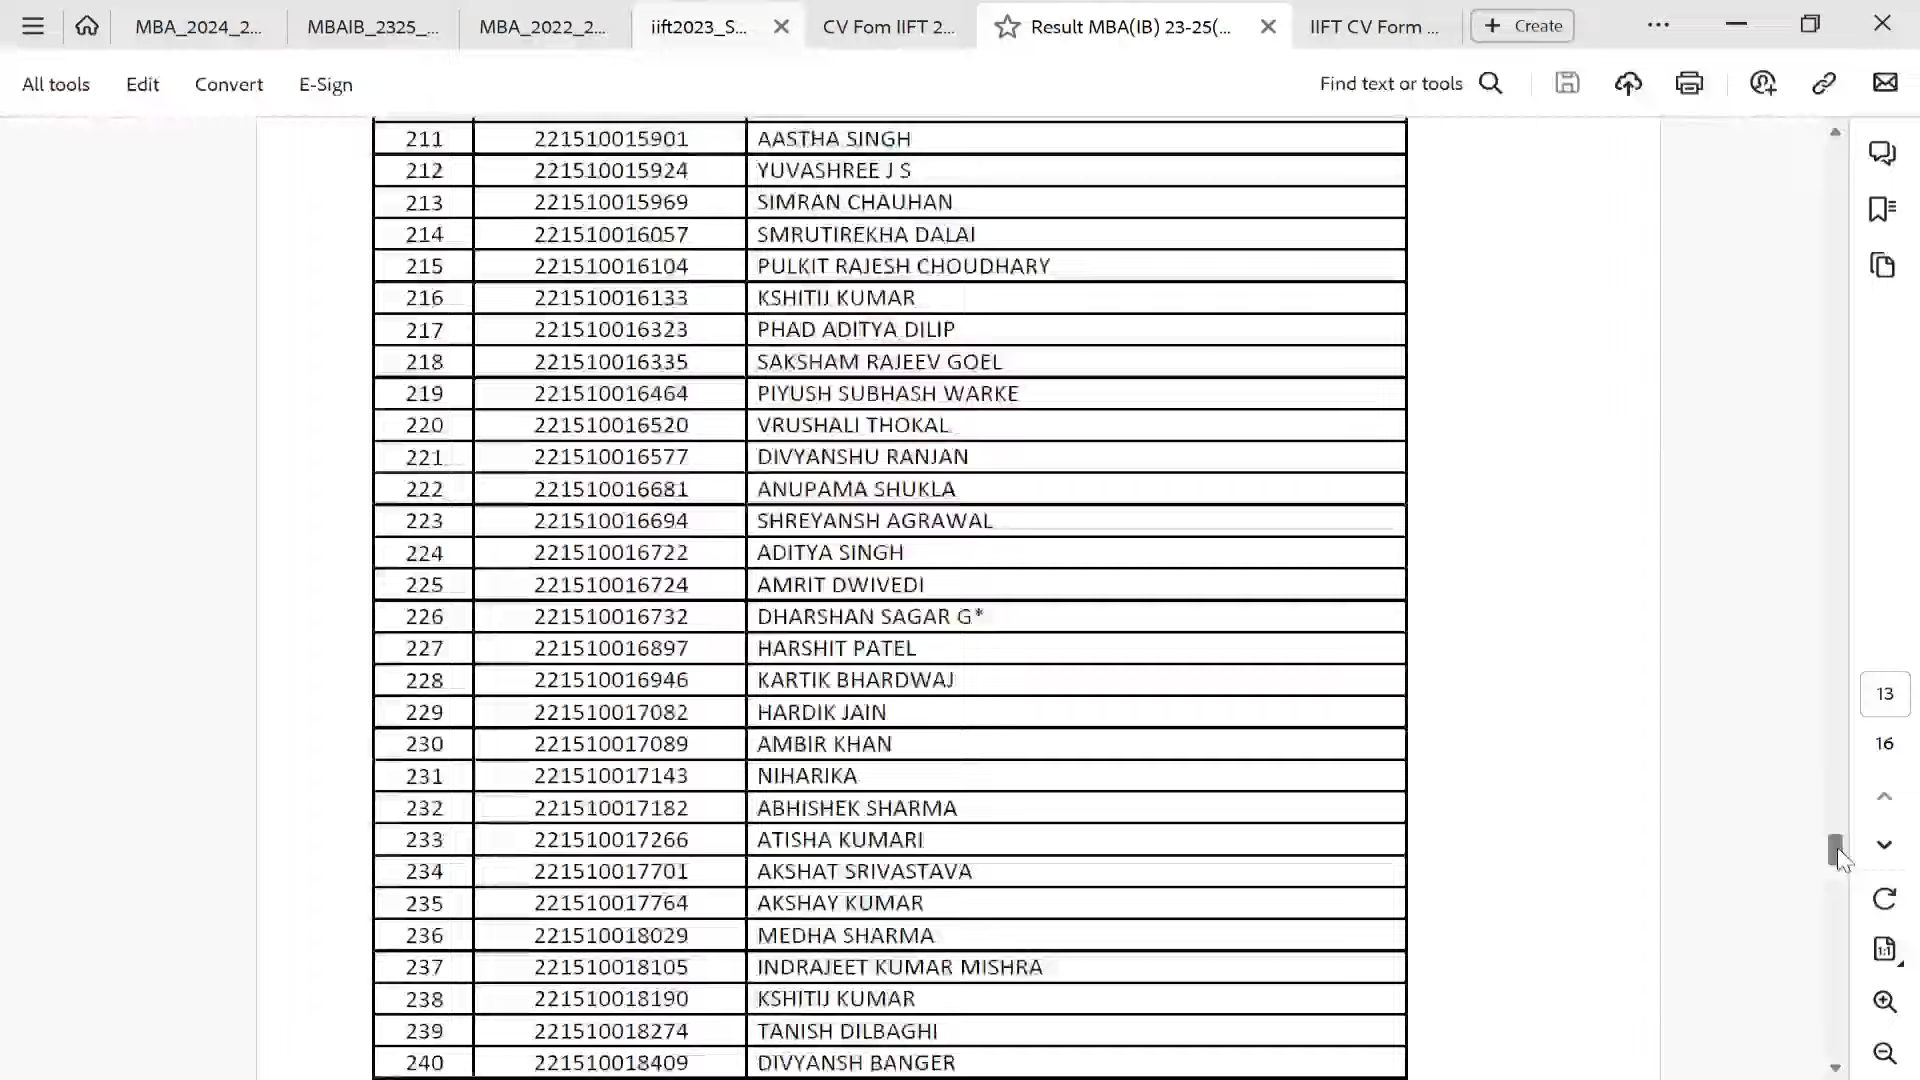 MBA_2024_2... MBAIB_2325_... MBA_2022_2... iift2023_S... CV Fom IIFT 2... Result MBA(IB) 23-25(... IIFT CV Form ... + Create
All tools Edit Convert E-Sign Find text or tools
211 221510015901 AASTHA SINGH
212 221510015924 YUVASHREE J S
213 221510015969 SIMRAN CHAUHAN
214 221510016057 SMRUTIREKHA DALAI
215 221510016104 PULKIT RAJESH CHOUDHARY
216 221510016133 KSHITIJ KUMAR
217 221510016323 PHAD ADITYA DILIP
218 221510016335 SAKSHAM RAJEEV GOEL
219 221510016464 PIYUSH SUBHASH WARKE
220 221510016520 VRUSHALI THOKAL
221 221510016577 DIVYANSHU RANJAN
222 221510016681 ANUPAMA SHUKLA
223 221510016694 SHREYANSH AGRAWAL
224 221510016722 ADITYA SINGH
225 221510016724 AMRIT DWIVEDI
226 221510016732 DHARSHAN SAGAR G*
227 221510016897 HARSHIT PATEL
228 221510016946 KARTIK BHARDWAJ
229 221510017082 HARDIK JAIN
230 221510017089 AMBIR KHAN
231 221510017143 NIHARIKA
232 221510017182 ABHISHEK SHARMA
233 221510017266 ATISHA KUMARI
234 221510017701 AKSHAT SRIVASTAVA
235 221510017764 AKSHAY KUMAR
236 221510018029 MEDHA SHARMA
237 221510018105 INDRAJEET KUMAR MISHRA
238 221510018190 KSHITIJ KUMAR
239 221510018274 TANISH DILBAGHI
240 221510018409 DIVYANSH BANGER
13
16
1:1